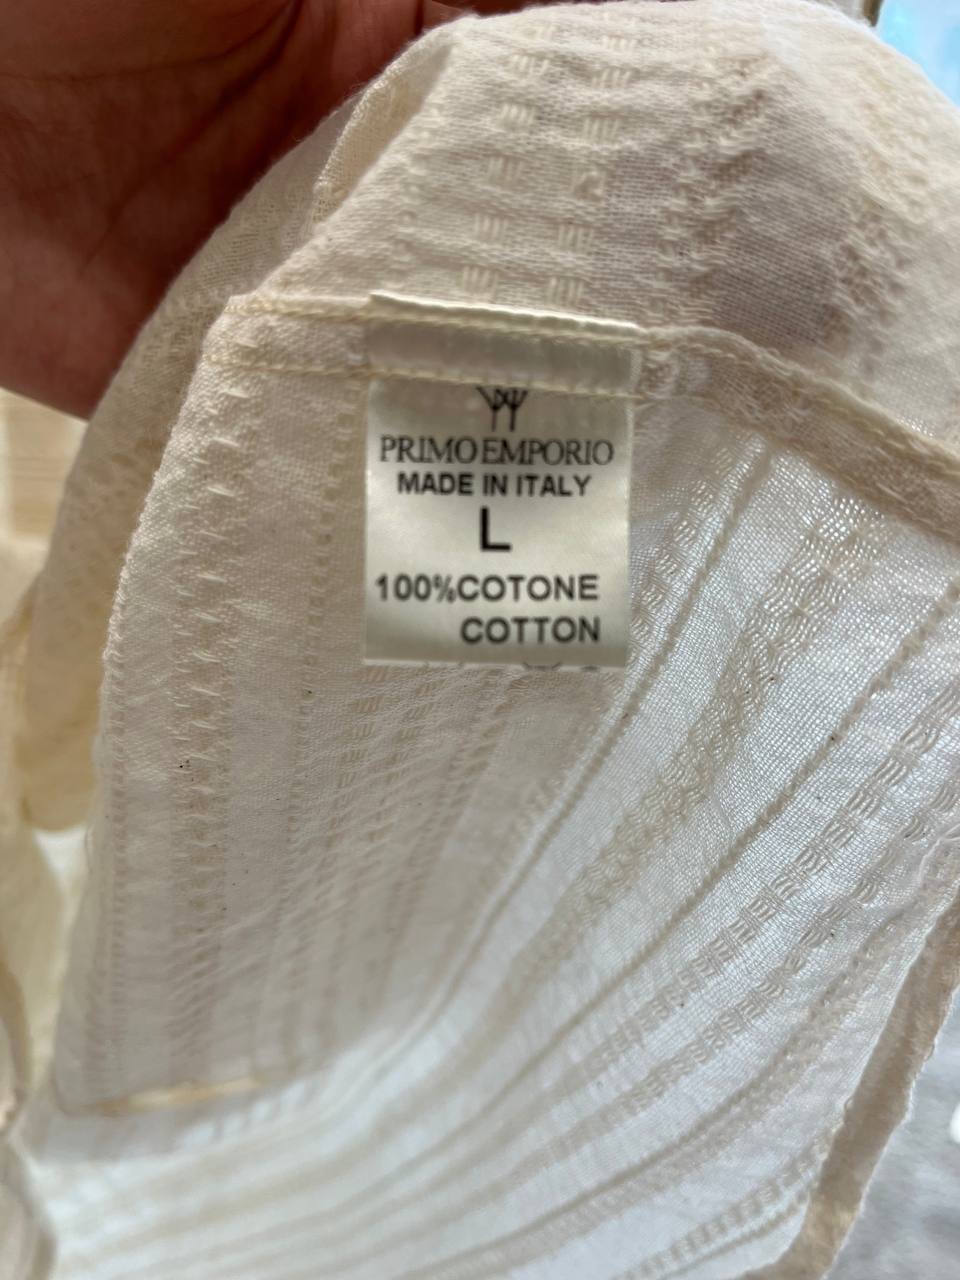 PRIMO EMPORIO
MADE IN ITALY
L
100%COTONE
COTTON